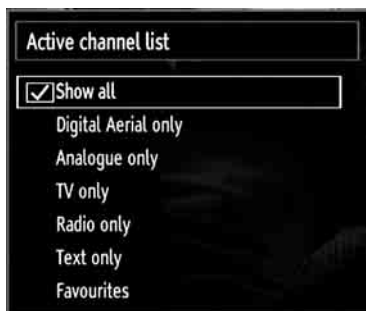 Active channel list
Show all
Digital Aerial only
Analogue only
TV only
Radio only
Text only
Favourites